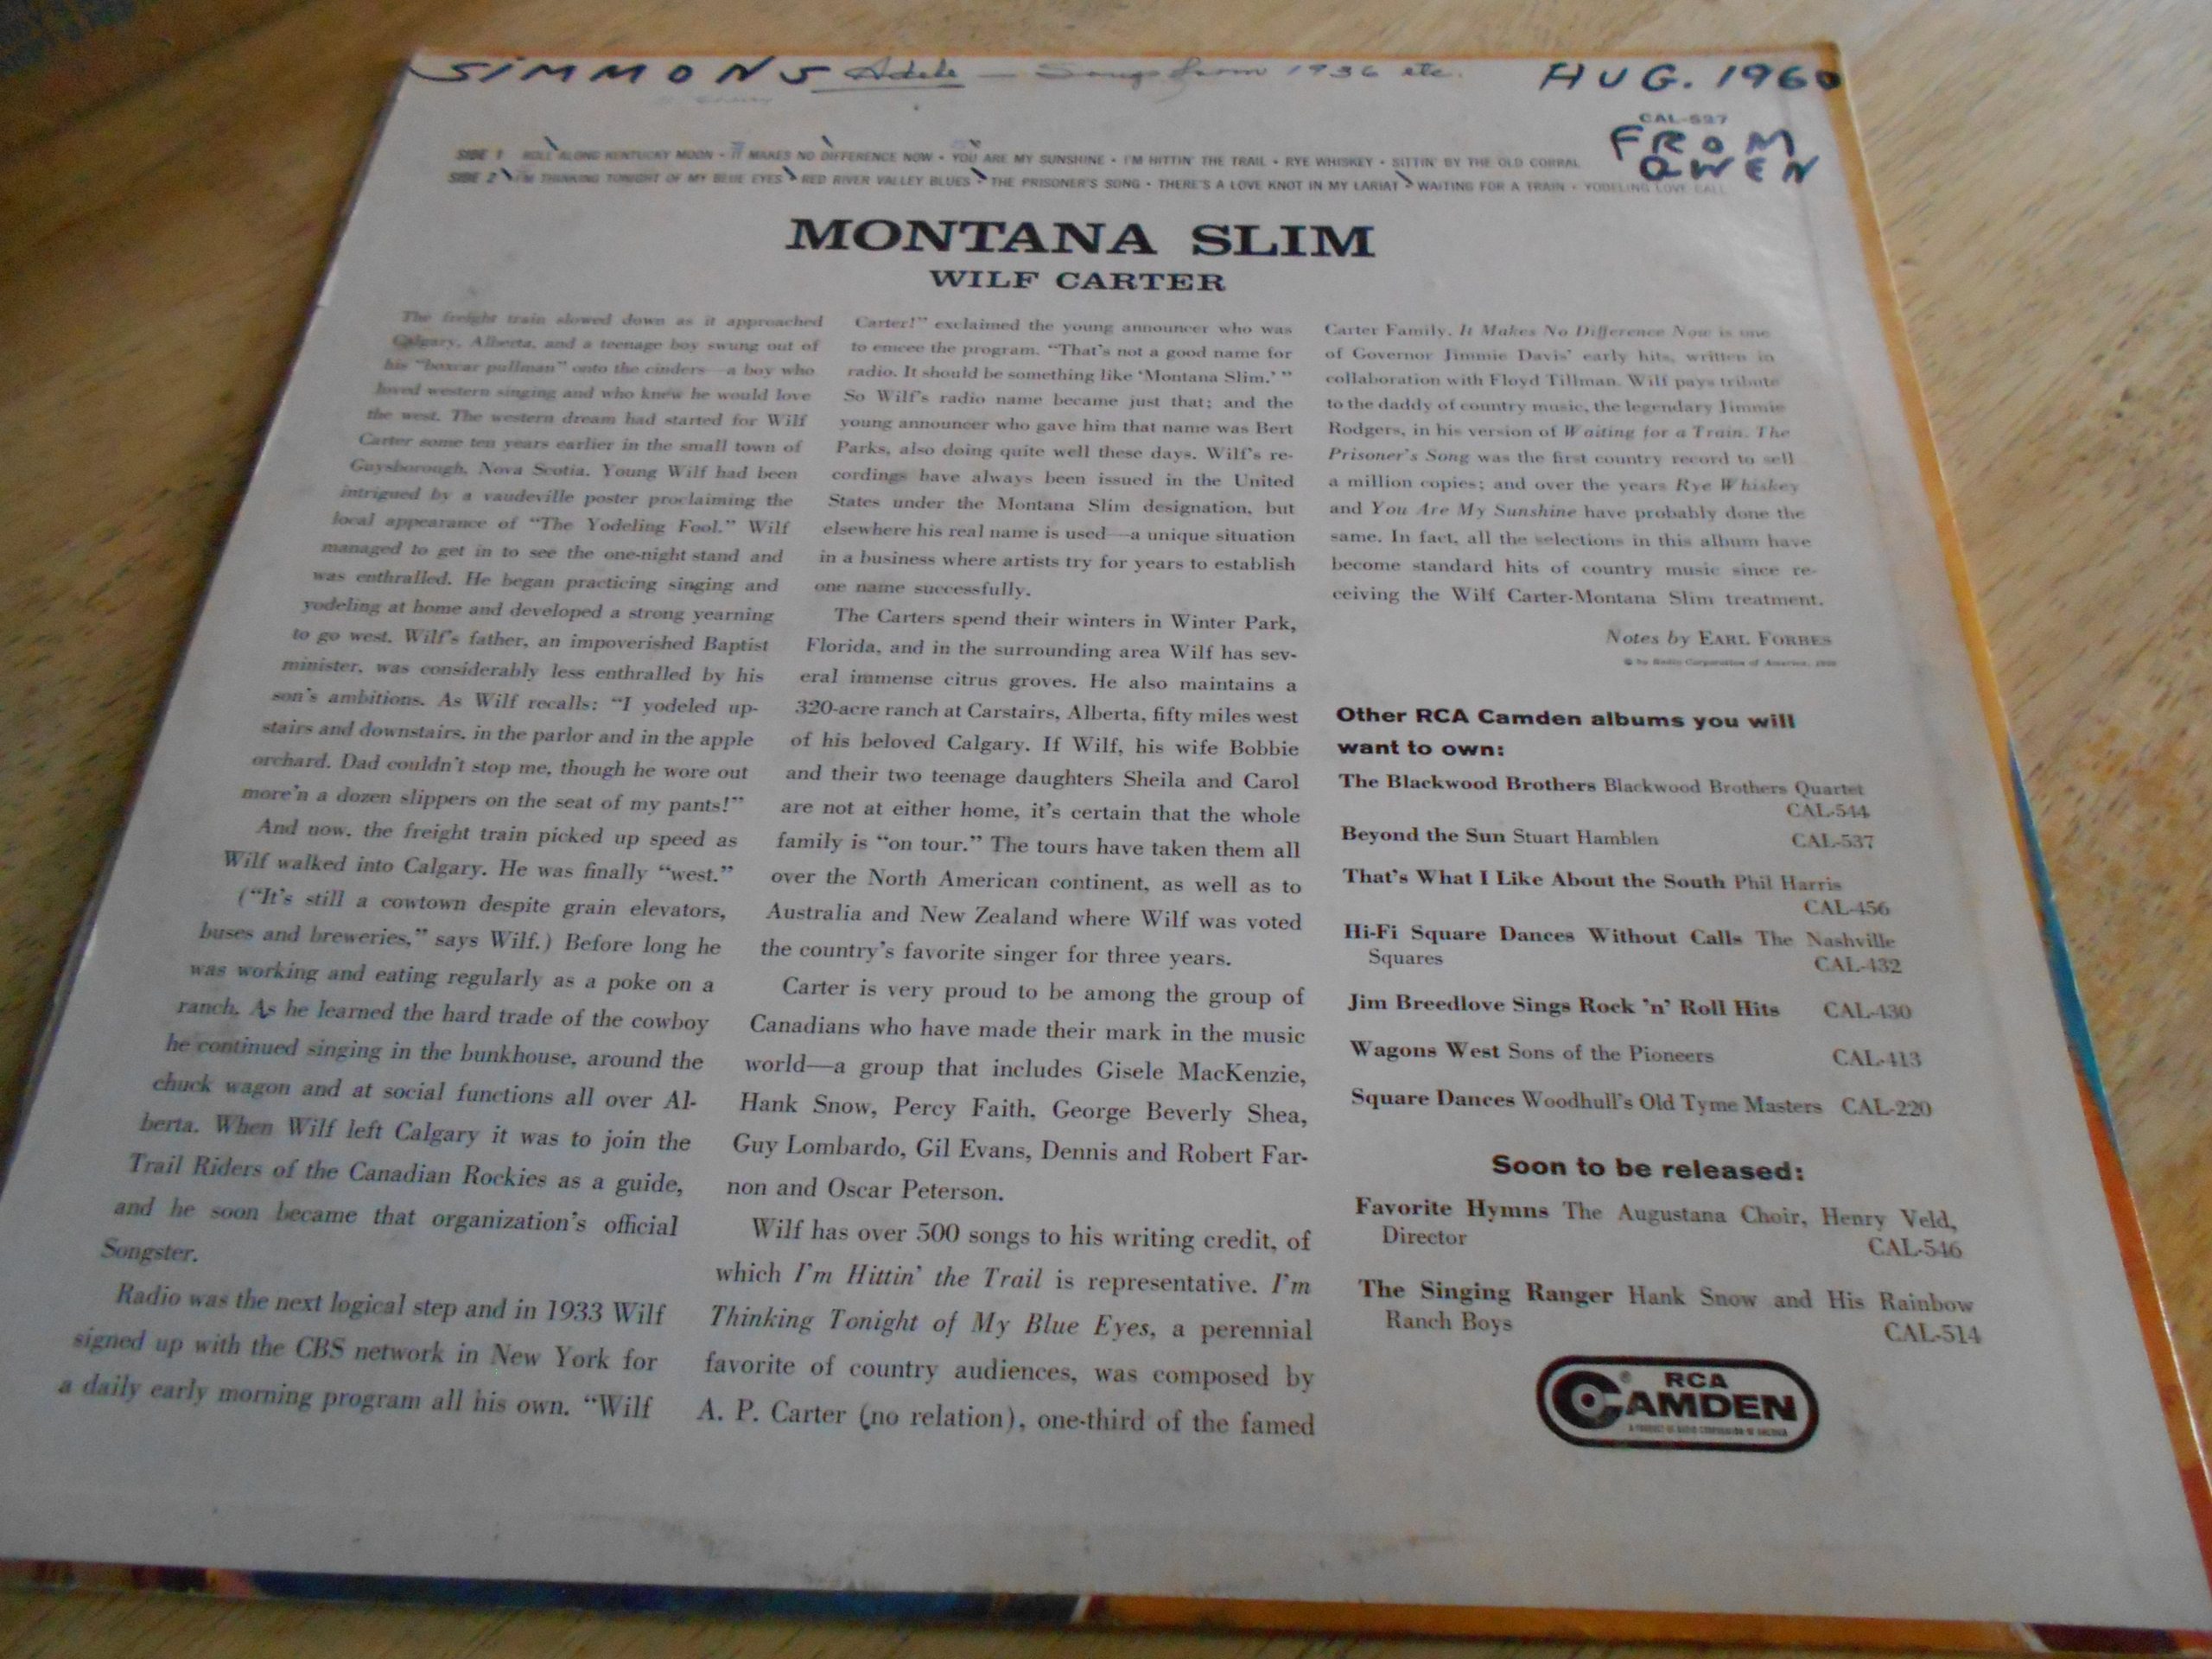 SIMMONS Adele — Songs from 1936 etc. AUG. 1960
CAL-527
FROM
OWEN
SIDE 1 ROLL ALONG KENTUCKY MOON • IT MAKES NO DIFFERENCE NOW • YOU ARE MY SUNSHINE • I'M HITTIN' THE TRAIL • RYE WHISKEY • SITTIN' BY THE OLD CORRAL
SIDE 2 I'M THINKING TONIGHT OF MY BLUE EYES • RED RIVER VALLEY BLUES • THE PRISONER'S SONG • THERE'S A LOVE KNOT IN MY LARIAT • WAITING FOR A TRAIN • YODELING LOVE CALL
MONTANA SLIM
WILF CARTER
The freight train slowed down as it approached
Calgary, Alberta, and a teenage boy swung out of
his "boxcar pullman" onto the cinders—a boy who
loved western singing and who knew he would love
the west. The western dream had started for Wilf
Carter some ten years earlier in the small town of
Guysborough, Nova Scotia. Young Wilf had been
intrigued by a vaudeville poster proclaiming the
local appearance of "The Yodeling Fool." Wilf
managed to get in to see the one-night stand and
was enthralled. He began practicing singing and
yodeling at home and developed a strong yearning
to go west. Wilf's father, an impoverished Baptist
minister, was considerably less enthralled by his
son's ambitions. As Wilf recalls: "I yodeled up-
stairs and downstairs, in the parlor and in the apple
orchard. Dad couldn't stop me, though he wore out
more'n a dozen slippers on the seat of my pants!"
And now, the freight train picked up speed as
Wilf walked into Calgary. He was finally "west."
("It's still a cowtown despite grain elevators,
buses and breweries," says Wilf.) Before long he
was working and eating regularly as a poke on a
ranch. As he learned the hard trade of the cowboy
he continued singing in the bunkhouse, around the
chuck wagon and at social functions all over Al-
berta. When Wilf left Calgary it was to join the
Trail Riders of the Canadian Rockies as a guide,
and he soon became that organization's official
Songster.
Radio was the next logical step and in 1933 Wilf
signed up with the CBS network in New York for
a daily early morning program all his own. "Wilf
Carter!" exclaimed the young announcer who was
to emcee the program. "That's not a good name for
radio. It should be something like 'Montana Slim.' "
So Wilf's radio name became just that; and the
young announcer who gave him that name was Bert
Parks, also doing quite well these days. Wilf's re-
cordings have always been issued in the United
States under the Montana Slim designation, but
elsewhere his real name is used—a unique situation
in a business where artists try for years to establish
one name successfully.
The Carters spend their winters in Winter Park,
Florida, and in the surrounding area Wilf has sev-
eral immense citrus groves. He also maintains a
320-acre ranch at Carstairs, Alberta, fifty miles west
of his beloved Calgary. If Wilf, his wife Bobbie
and their two teenage daughters Sheila and Carol
are not at either home, it's certain that the whole
family is "on tour." The tours have taken them all
over the North American continent, as well as to
Australia and New Zealand where Wilf was voted
the country's favorite singer for three years.
Carter is very proud to be among the group of
Canadians who have made their mark in the music
world—a group that includes Gisele MacKenzie,
Hank Snow, Percy Faith, George Beverly Shea,
Guy Lombardo, Gil Evans, Dennis and Robert Far-
non and Oscar Peterson.
Wilf has over 500 songs to his writing credit, of
which I'm Hittin' the Trail is representative. I'm
Thinking Tonight of My Blue Eyes, a perennial
favorite of country audiences, was composed by
A. P. Carter (no relation), one-third of the famed
Carter Family. It Makes No Difference Now is one
of Governor Jimmie Davis' early hits, written in
collaboration with Floyd Tillman. Wilf pays tribute
to the daddy of country music, the legendary Jimmie
Rodgers, in his version of Waiting for a Train. The
Prisoner's Song was the first country record to sell
a million copies; and over the years Rye Whiskey
and You Are My Sunshine have probably done the
same. In fact, all the selections in this album have
become standard hits of country music since re-
ceiving the Wilf Carter-Montana Slim treatment.
Notes by EARL FORBES
© by Radio Corporation of America,
Other RCA Camden albums you will
want to own:
The Blackwood Brothers Blackwood Brothers Quartet
CAL-544
Beyond the Sun Stuart Hamblen CAL-537
That's What I Like About the South Phil Harris
CAL-456
Hi-Fi Square Dances Without Calls The Nashville
Squares CAL-432
Jim Breedlove Sings Rock 'n' Roll Hits CAL-430
Wagons West Sons of the Pioneers CAL-413
Square Dances Woodhull's Old Tyme Masters CAL-220
Soon to be released:
Favorite Hymns The Augustana Choir, Henry Veld,
Director CAL-546
The Singing Ranger Hank Snow and His Rainbow
Ranch Boys CAL-514
RCA
CAMDEN
A PRODUCT OF RADIO CORPORATION OF AMERICA